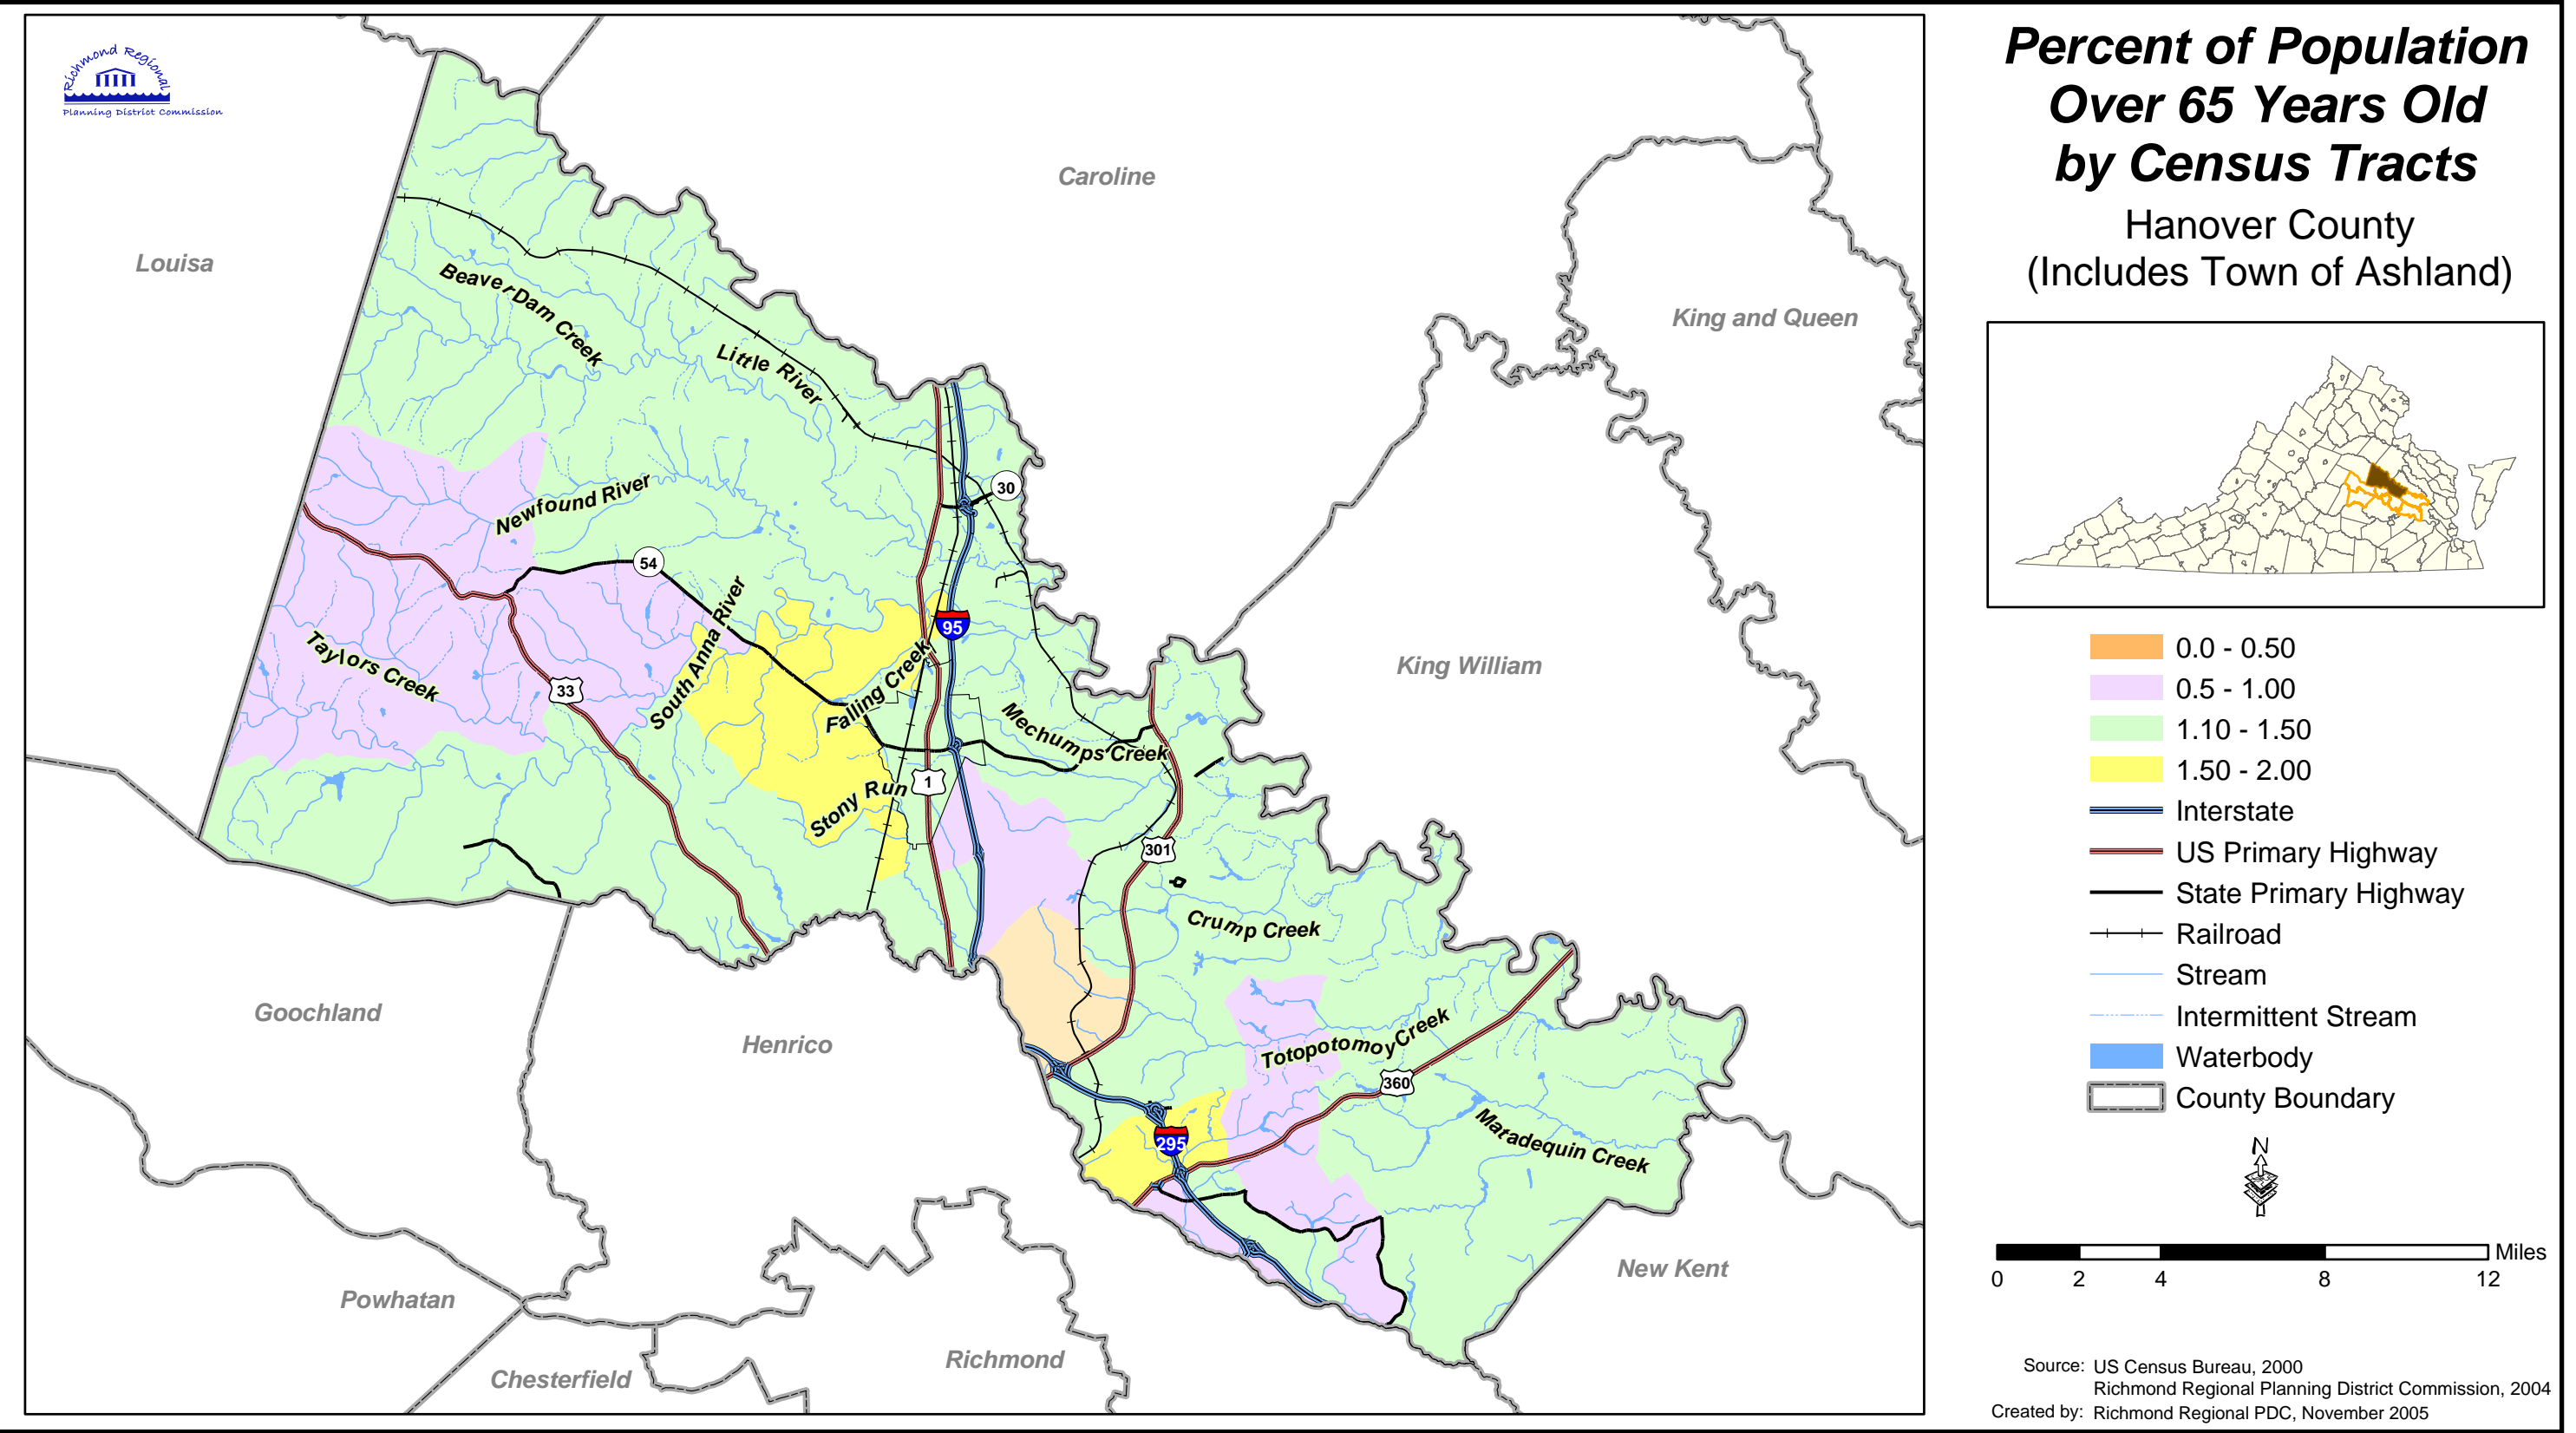 Richmond Regional
Planning District Commission
Percent of Population
Over 65 Years Old
by Census Tracts
Hanover County
(Includes Town of Ashland)
Caroline
Louisa
King and Queen
King William
Goochland
Henrico
Powhatan
Chesterfield
Richmond
New Kent
Beaver Dam Creek
Little River
Newfound River
Taylors Creek
South Anna River
Falling Creek
Stony Run
Mechumps Creek
Crump Creek
Totopotomoy Creek
Matadequin Creek
30
54
95
33
1
301
360
295
0.0 - 0.50
0.5 - 1.00
1.10 - 1.50
1.50 - 2.00
Interstate
US Primary Highway
State Primary Highway
Railroad
Stream
Intermittent Stream
Waterbody
County Boundary
N
Miles
0 2 4 8 12
Source: US Census Bureau, 2000
Richmond Regional Planning District Commission, 2004
Created by: Richmond Regional PDC, November 2005